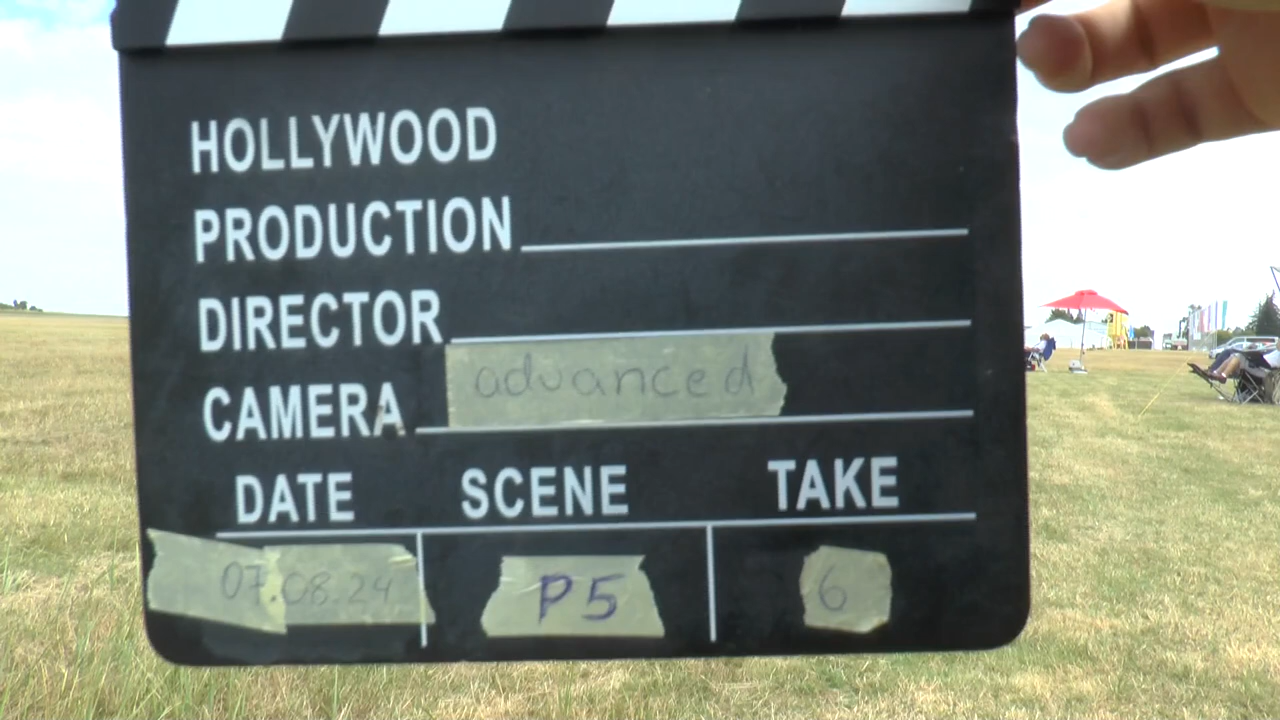 HOLLYWOOD
PRODUCTION
DIRECTOR
advanced
CAMERA
DATE SCENE TAKE
07.08.24 P5 6